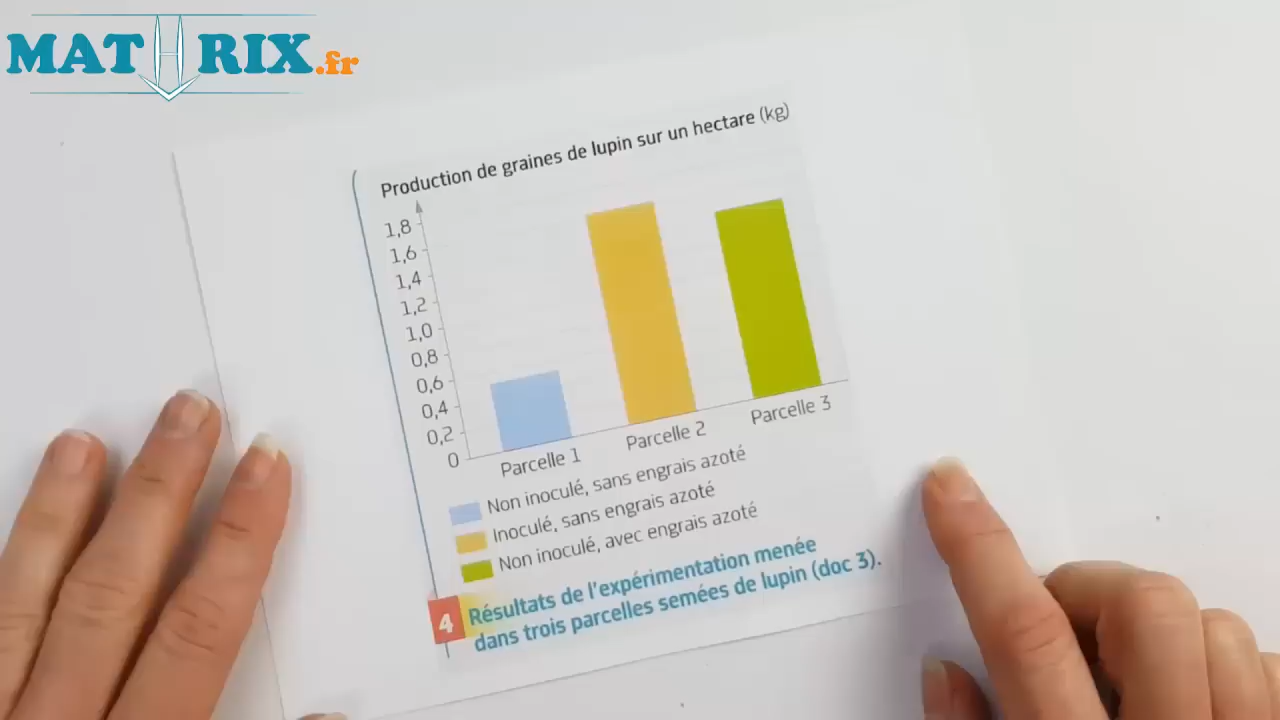 MATHRIX.fr
Production de graines de lupin sur un hectare (kg)
1,8
1,6
1,4
1,2
1,0
0,8
0,6
0,4
0,2
0
Parcelle 1
Parcelle 2
Parcelle 3
Non inoculé, sans engrais azoté
Inoculé, sans engrais azoté
Non inoculé, avec engrais azoté
4 Résultats de l'expérimentation menée
dans trois parcelles semées de lupin (doc 3).